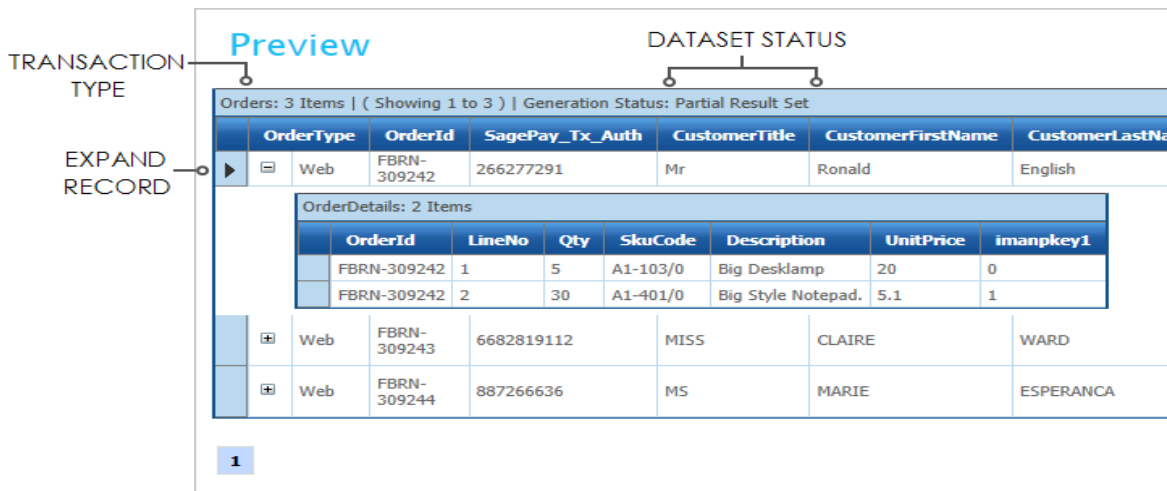 Preview
DATASET STATUS
TRANSACTION
TYPE
Orders: 3 Items | ( Showing 1 to 3 ) | Generation Status: Partial Result Set
OrderType OrderId SagePay_Tx_Auth CustomerTitle CustomerFirstName CustomerLastNa
EXPAND
RECORD
Web FBRN-309242 266277291 Mr Ronald English
OrderDetails: 2 Items
OrderId LineNo Qty SkuCode Description UnitPrice imanpkey1
FBRN-309242 1 5 A1-103/0 Big Desklamp 20 0
FBRN-309242 2 30 A1-401/0 Big Style Notepad. 5.1 1
Web FBRN-309243 6682819112 MISS CLAIRE WARD
Web FBRN-309244 887266636 MS MARIE ESPERANCA
1